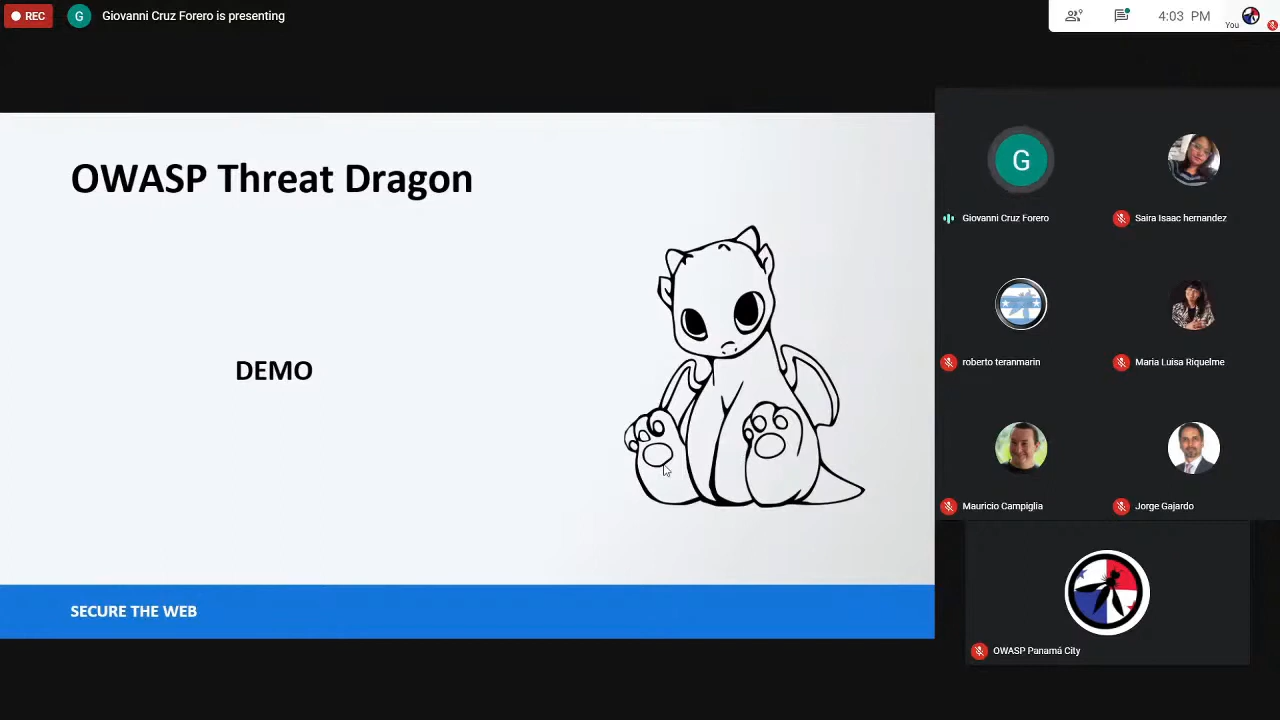 REC
G
Giovanni Cruz Forero is presenting
9
4:03 PM
You
OWASP Threat Dragon
DEMO
SECURE THE WEB
G
Giovanni Cruz Forero
Saira Isaac hernandez
roberto teranmarin
Maria Luisa Riquelme
Mauricio Campiglia
Jorge Gajardo
OWASP Panamá City